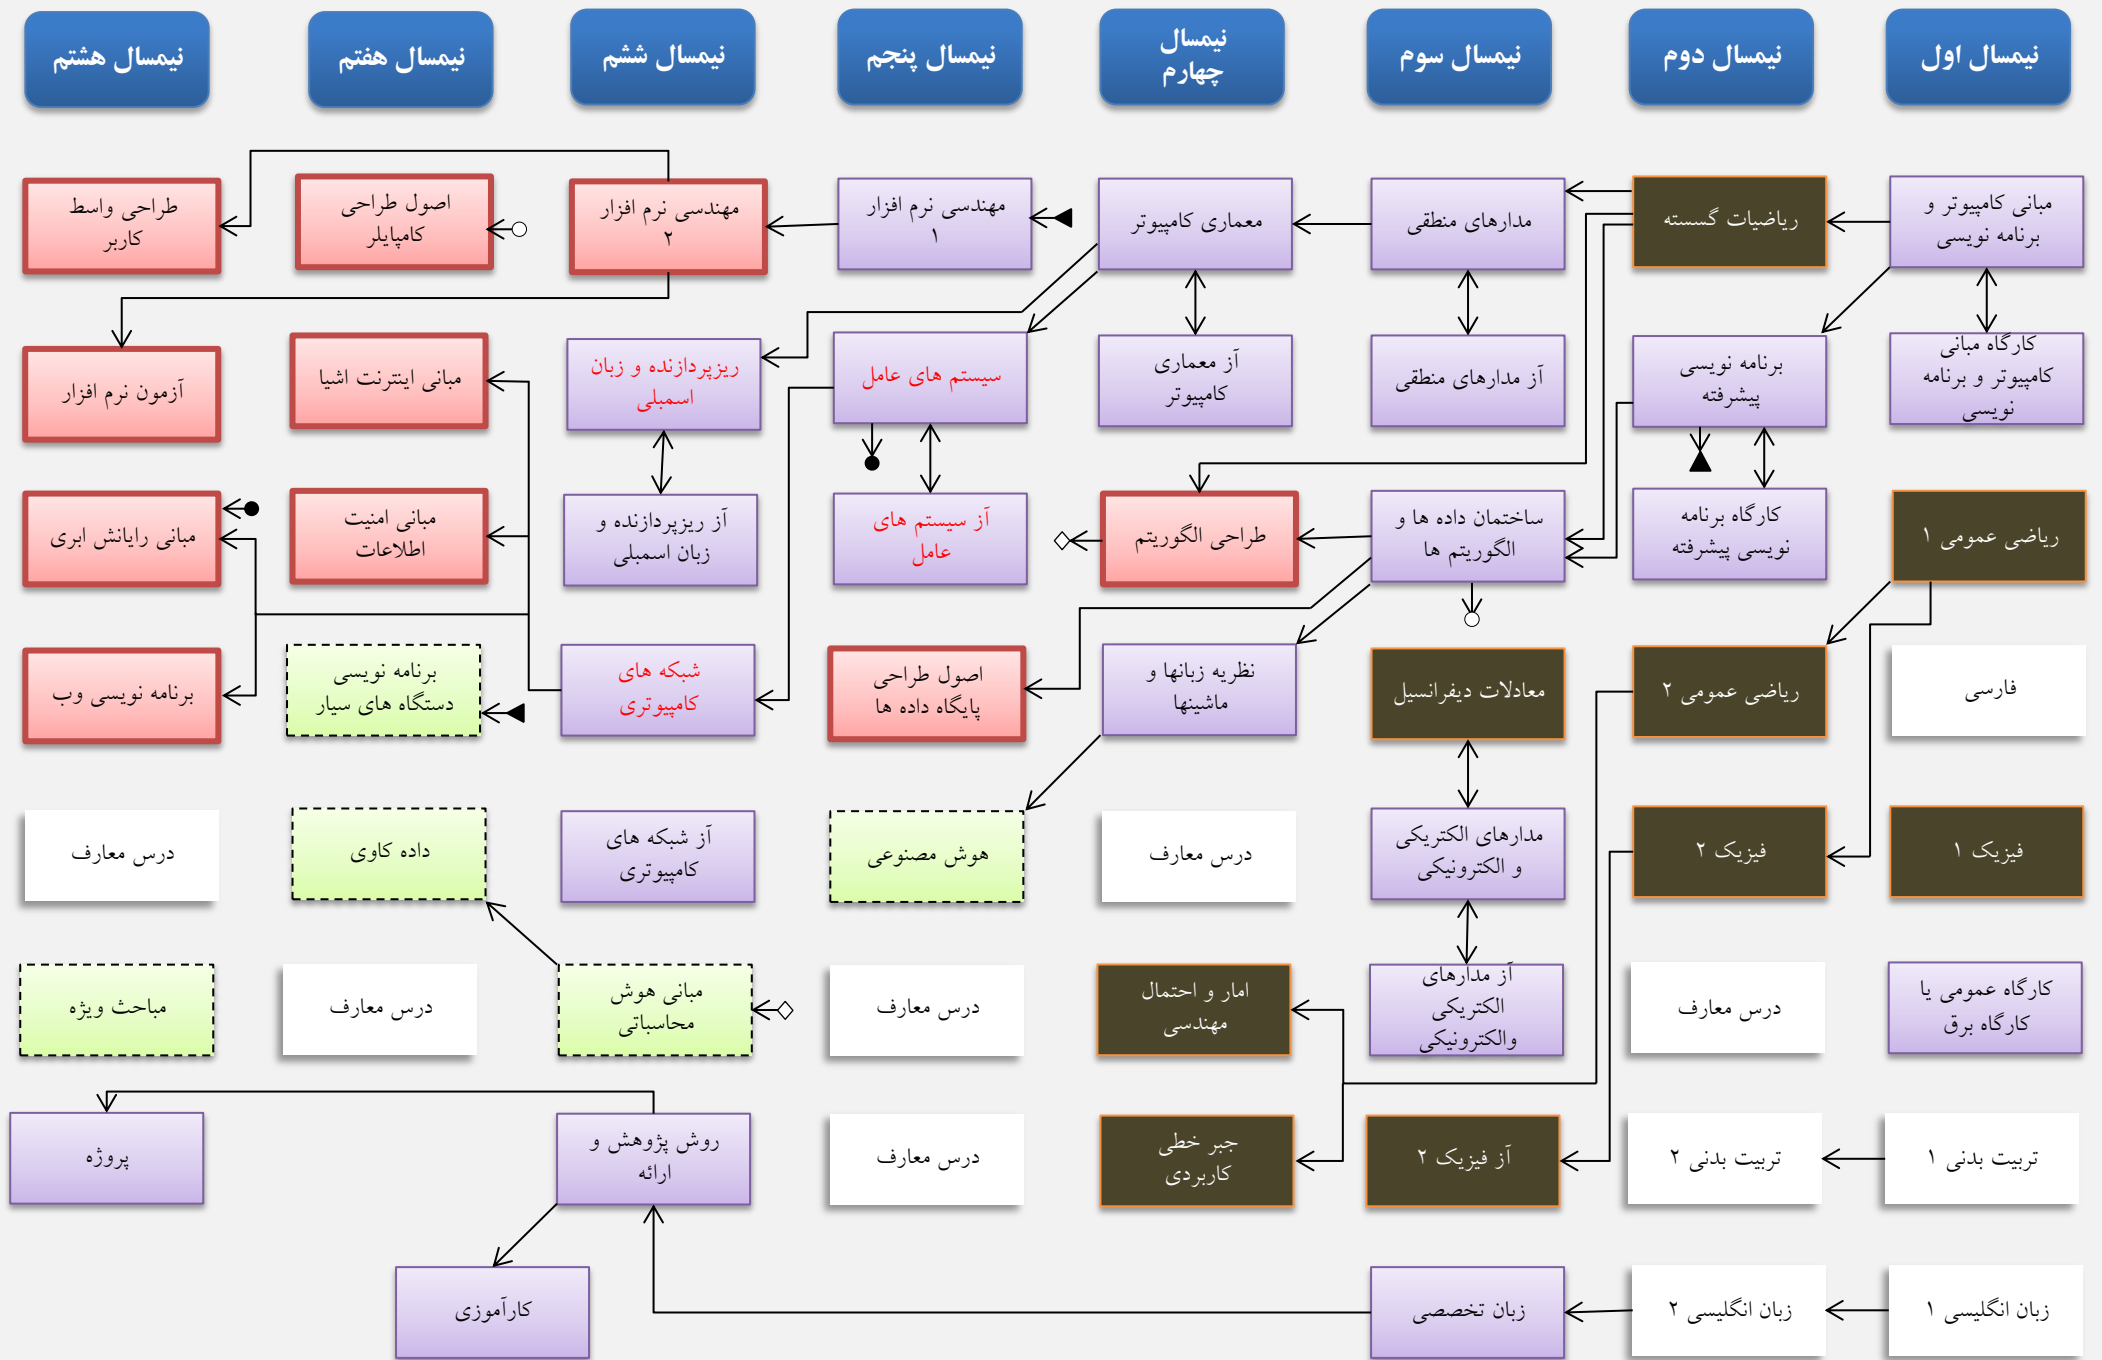 نیمسال اول
نیمسال دوم
نیمسال سوم
نیمسال
چهارم
نیمسال پنجم
نیمسال ششم
نیمسال هفتم
نیمسال هشتم
مبانی کامپیوتر و
برنامه نویسی
ریاضیات گسسته
مدارهای منطقی
معماری کامپیوتر
مهندسی نرم افزار
۱
مهندسی نرم افزار
۲
اصول طراحی
کامپایلر
طراحی واسط
کاربر
کارگاه مبانی
کامپیوتر و برنامه
نویسی
برنامه نویسی
پیشرفته
آز مدارهای منطقی
آز معماری
کامپیوتر
سیستم های عامل
ریزپردازنده و زبان
اسمبلی
مبانی اینترنت اشیا
آزمون نرم افزار
ریاضی عمومی ۱
کارگاه برنامه
نویسی پیشرفته
ساختمان داده ها و
الگوریتم ها
طراحی الگوریتم
آز سیستم های
عامل
آز ریزپردازنده و
زبان اسمبلی
مبانی امنیت
اطلاعات
مبانی رایانش ابری
فارسی
ریاضی عمومی ۲
معادلات دیفرانسیل
نظریه زبانها و
ماشینها
اصول طراحی
پایگاه داده ها
شبکه های
کامپیوتری
برنامه نویسی
دستگاه های سیار
برنامه نویسی وب
فیزیک ۱
فیزیک ۲
مدارهای الکتریکی
و الکترونیکی
درس معارف
هوش مصنوعی
آز شبکه های
کامپیوتری
داده کاوی
درس معارف
کارگاه عمومی یا
کارگاه برق
درس معارف
آز مدارهای
الکتریکی
والکترونیکی
امار و احتمال
مهندسی
درس معارف
مبانی هوش
محاسباتی
درس معارف
مباحث ویژه
تربیت بدنی ۱
تربیت بدنی ۲
آز فیزیک ۲
جبر خطی
کاربردی
درس معارف
روش پژوهش و
ارائه
پروژه
زبان انگلیسی ۱
زبان انگلیسی ۲
زبان تخصصی
کارآموزی